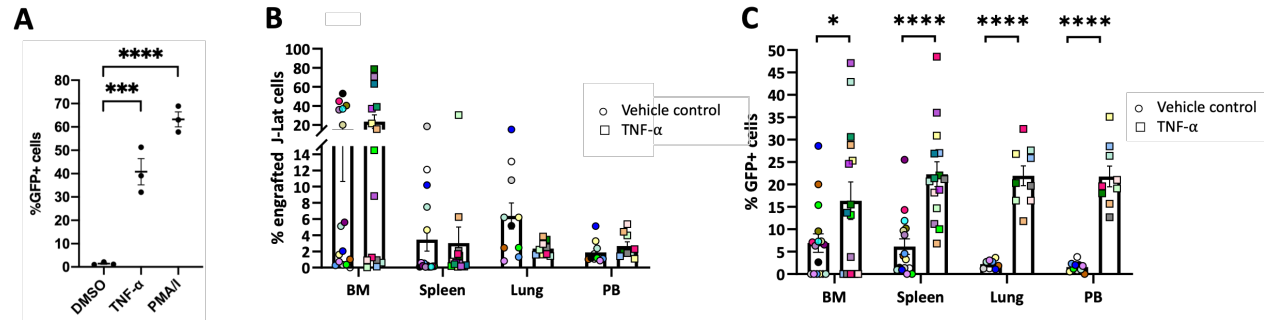 A
****
***
80
70
60
50
40
30
20
10
0
%GFP+ cells
DMSO
TNF-α
PMA/I
B
100
80
60
40
20
14
12
10
8
6
4
2
0
% engrafted J-Lat cells
BM
Spleen
Lung
PB
Vehicle control
TNF-α
C
*
****
****
****
50
45
40
35
30
25
20
15
10
5
0
% GFP+ cells
BM
Spleen
Lung
PB
Vehicle control
TNF-α